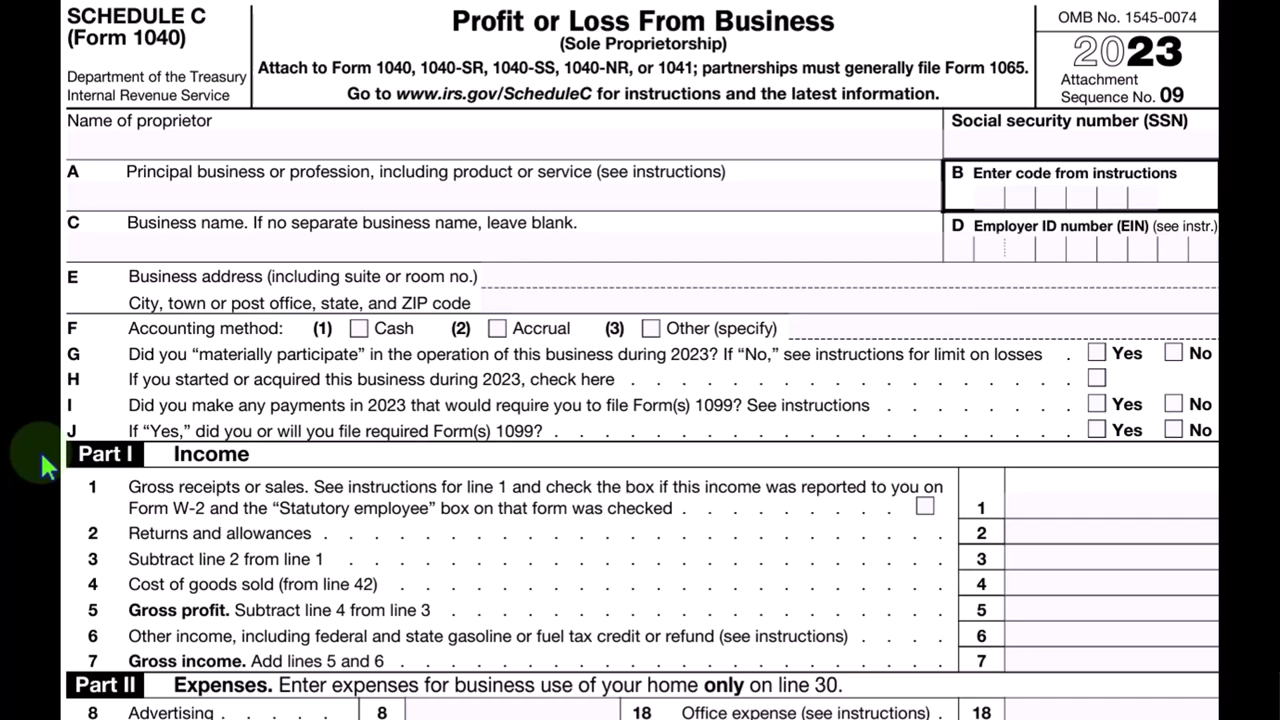 SCHEDULE C
(Form 1040)
Department of the Treasury
Internal Revenue Service
Profit or Loss From Business
(Sole Proprietorship)
Attach to Form 1040, 1040-SR, 1040-SS, 1040-NR, or 1041; partnerships must generally file Form 1065.
Go to www.irs.gov/ScheduleC for instructions and the latest information.
OMB No. 1545-0074
2023
Attachment
Sequence No. 09
Name of proprietor
Social security number (SSN)
A Principal business or profession, including product or service (see instructions)
B Enter code from instructions
C Business name. If no separate business name, leave blank.
D Employer ID number (EIN) (see instr.)
E Business address (including suite or room no.)
City, town or post office, state, and ZIP code
F Accounting method: (1) Cash (2) Accrual (3) Other (specify)
G Did you “materially participate” in the operation of this business during 2023? If “No,” see instructions for limit on losses . Yes No
H If you started or acquired this business during 2023, check here . . . . . . . . . . . . . . . . . .
I Did you make any payments in 2023 that would require you to file Form(s) 1099? See instructions . . . . . . . . Yes No
J If “Yes,” did you or will you file required Form(s) 1099? . . . . . . . . . . . . . . . . . . . . . Yes No
Part I Income
1 Gross receipts or sales. See instructions for line 1 and check the box if this income was reported to you on
Form W-2 and the “Statutory employee” box on that form was checked . . . . . . . . . 1
2 Returns and allowances . . . . . . . . . . . . . . . . . . . . . . . . . 2
3 Subtract line 2 from line 1 . . . . . . . . . . . . . . . . . . . . . . . . 3
4 Cost of goods sold (from line 42) . . . . . . . . . . . . . . . . . . . . . . 4
5 Gross profit. Subtract line 4 from line 3 . . . . . . . . . . . . . . . . . . . . 5
6 Other income, including federal and state gasoline or fuel tax credit or refund (see instructions) . . . . 6
7 Gross income. Add lines 5 and 6 . . . . . . . . . . . . . . . . . . . . . . 7
Part II Expenses. Enter expenses for business use of your home only on line 30.
8 Advertising . . . . . 8
18 Office expense (see instructions) . 18